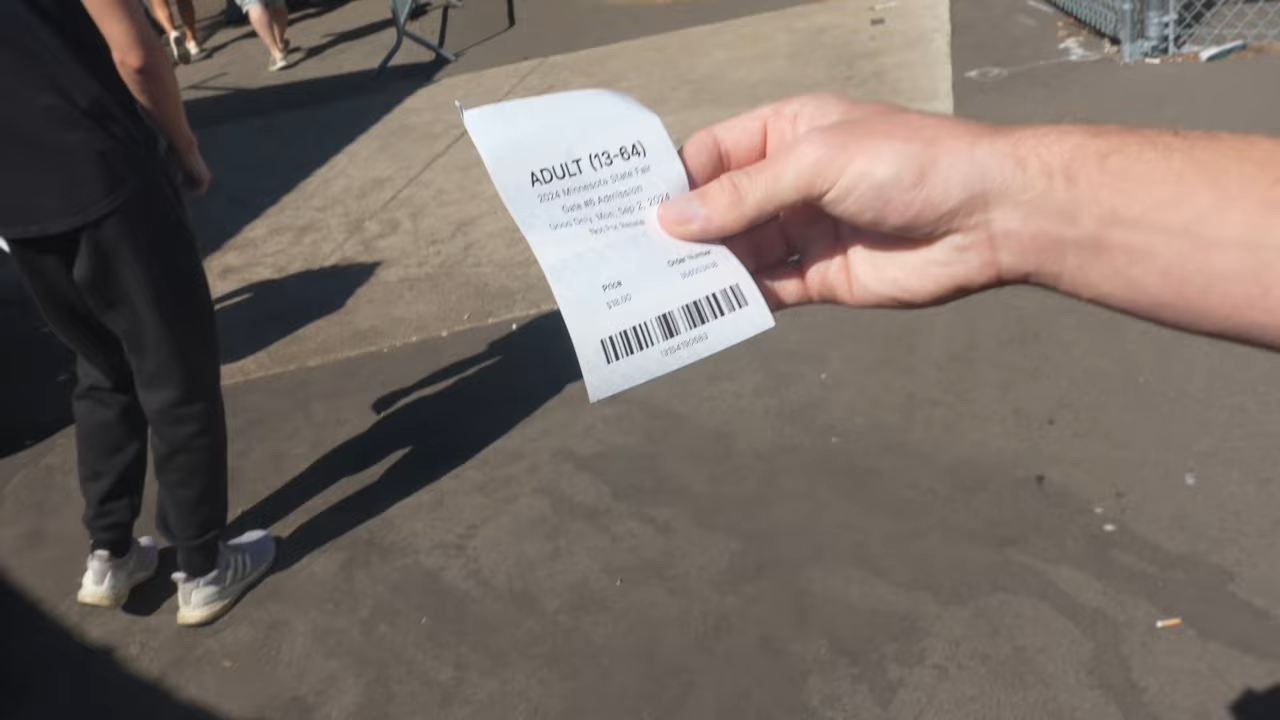 ADULT (13-64)
2024 Minnesota State Fair
Gate #6 Admission
Good Only: Mon, Sep 2, 2024
Not For Resale
Order Number
Price
$18.00